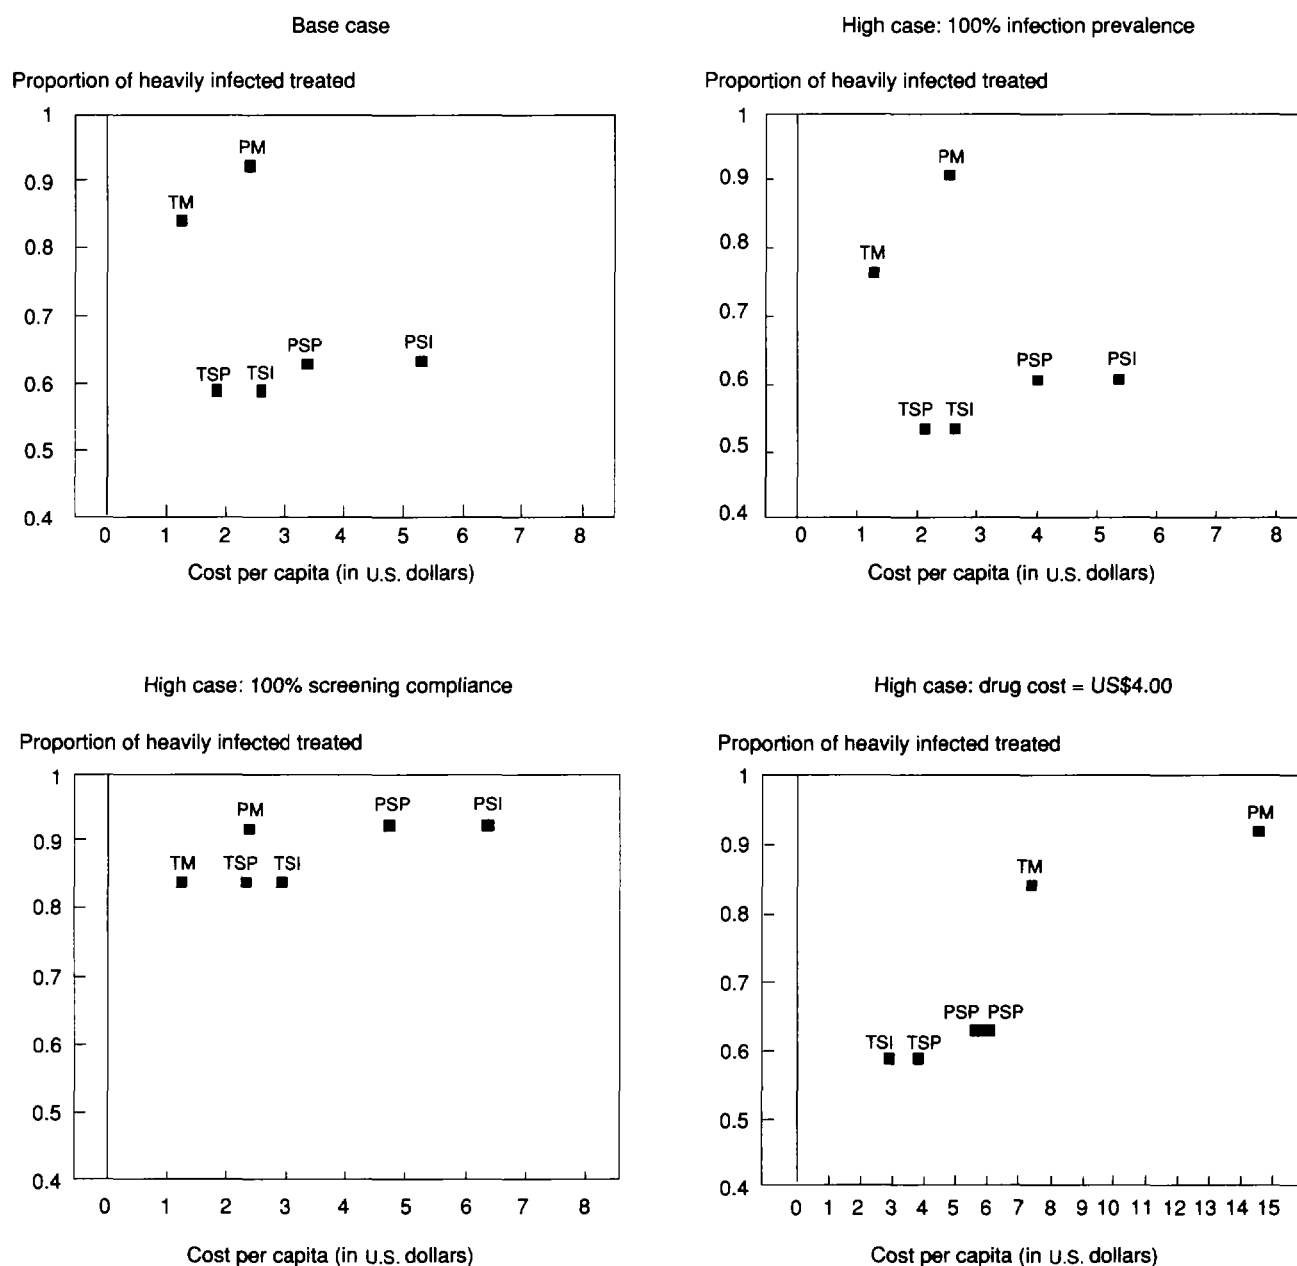 Base case
Proportion of heavily infected treated
1
PM
0.9
TM
0.8
0.7
PSP PSI
TSP TSI
0.6
0.5
0.4
0 1 2 3 4 5 6 7 8
Cost per capita (in U.S. dollars)
High case: 100% infection prevalence
Proportion of heavily infected treated
1
PM
0.9
0.8
TM
0.7
PSP PSI
0.6
TSP TSI
0.5
0.4
0 1 2 3 4 5 6 7 8
Cost per capita (in U.S. dollars)
High case: 100% screening compliance
Proportion of heavily infected treated
1
PM PSP PSI
0.9
TM TSP TSI
0.8
0.7
0.6
0.5
0.4
0 1 2 3 4 5 6 7 8
Cost per capita (in U.S. dollars)
High case: drug cost = US$4.00
Proportion of heavily infected treated
1
PM
0.9
TM
0.8
0.7
PSP PSP
TSI TSP
0.6
0.5
0.4
0 1 2 3 4 5 6 7 8 9 10 11 12 13 14 15
Cost per capita (in U.S. dollars)